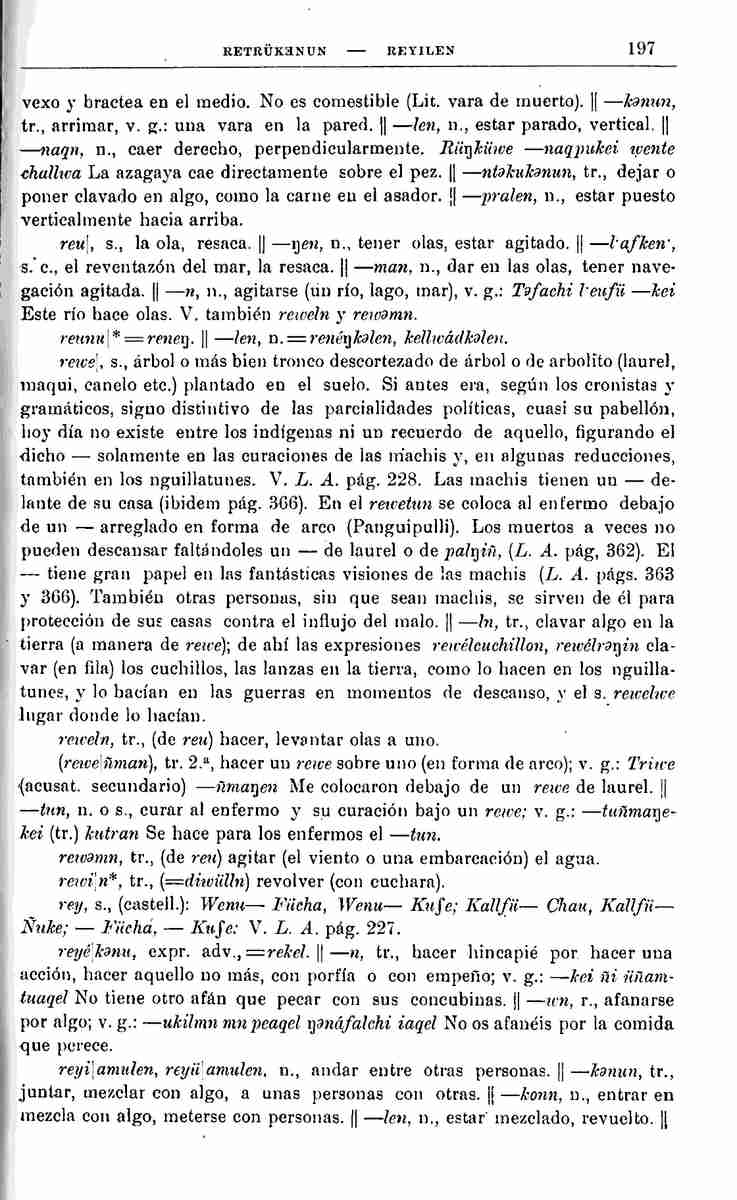 RETRÜKƏNUN — REYILEN 197
vexo y bractea en el medio. No es comestible (Lit. vara de muerto). || —kənun,
tr., arrimar, v. g.: una vara en la pared. || —len, n., estar parado, vertical. ||
—naqn, n., caer derecho, perpendicularmente. Rüŋküwe —naqpukei wente
challwa La azagaya cae directamente sobre el pez. || —ntəkukənun, tr., dejar o
poner clavado en algo, como la carne en el asador. || —pralen, n., estar puesto
verticalmente hacia arriba.
reu|, s., la ola, resaca. || —ŋen, n., tener olas, estar agitado. || —l·afken·,
s. c., el reventazón del mar, la resaca. || —man, n., dar en las olas, tener nave-
gación agitada. || —n, n., agitarse (un río, lago, mar), v. g.: Təfachi l·eufü —kei
Este río hace olas. V. también reweln y rewəmn.
reunu|* = reneŋ. || —len, n. = renéŋkəlen, kellwádkəlen.
rewe|, s., árbol o más bien tronco descortezado de árbol o de arbolito (laurel,
maqui, canelo etc.) plantado en el suelo. Si antes era, según los cronistas y
gramáticos, signo distintivo de las parcialidades políticas, cuasi su pabellón,
hoy día no existe entre los indígenas ni un recuerdo de aquello, figurando el
dicho — solamente en las curaciones de las machis y, en algunas reducciones,
también en los nguillatunes. V. L. A. pág. 228. Las machis tienen un — de-
lante de su casa (ibidem pág. 366). En el rewetun se coloca al enfermo debajo
de un — arreglado en forma de arco (Panguipulli). Los muertos a veces no
pueden descansar faltándoles un — de laurel o de palŋiñ, (L. A. pág, 362). El
— tiene gran papel en las fantásticas visiones de las machis (L. A. págs. 363
y 366). También otras personas, sin que sean machis, se sirven de él para
protección de sus casas contra el influjo del malo. || —ln, tr., clavar algo en la
tierra (a manera de rewe); de ahí las expresiones rewélcuchillon, rewélrəŋin cla-
var (en fila) los cuchillos, las lanzas en la tierra, como lo hacen en los nguilla-
tunes, y lo hacían en las guerras en momentos de descanso, y el s. rewelwe
lugar donde lo hacían.
reweln, tr., (de reu) hacer, levantar olas a uno.
(rewe|ñman), tr. 2.ª, hacer un rewe sobre uno (en forma de arco); v. g.: Triwe
(acusat. secundario) —ñmaŋen Me colocaron debajo de un rewe de laurel. ||
—tun, n. o s., curar al enfermo y su curación bajo un rewe; v. g.: —tuñmaŋe-
kei (tr.) kutran Se hace para los enfermos el —tun.
rewəmn, tr., (de reu) agitar (el viento o una embarcación) el agua.
rewi|n*, tr., (=diwülln) revolver (con cuchara).
rey, s., (castell.): Wenu— Fücha, Wenu— Kuʃe; Kallfü— Chau, Kallfü—
Ñuke; — Fücha, — Kuʃe: V. L. A. pág. 227.
reyé|kənu, expr. adv., = rekel. || —n, tr., hacer hincapié por hacer una
acción, hacer aquello no más, con porfía o con empeño; v. g.: —kei ñi üñam-
tuaqel No tiene otro afán que pecar con sus concubinas. || —wn, r., afanarse
por algo; v. g.: —ukilmn mn peaqel ŋənáfalchi iaqel No os afanéis por la comida
que perece.
reyi|amulen, reyü|amulen, n., andar entre otras personas. || —kənun, tr.,
juntar, mezclar con algo, a unas personas con otras. || —konn, n., entrar en
mezcla con algo, meterse con personas. || —len, n., estar mezclado, revuelto. ||